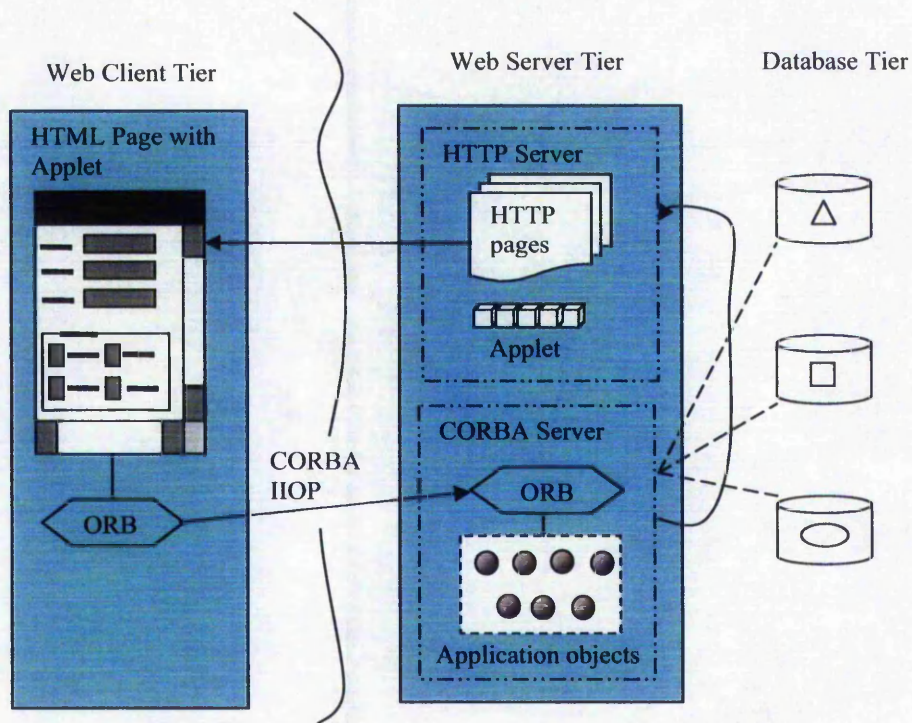 Web Client Tier
Web Server Tier
Database Tier
HTML Page with
Applet
HTTP Server
HTTP
pages
Applet
CORBA Server
CORBA
IIOP
ORB
ORB
Application objects